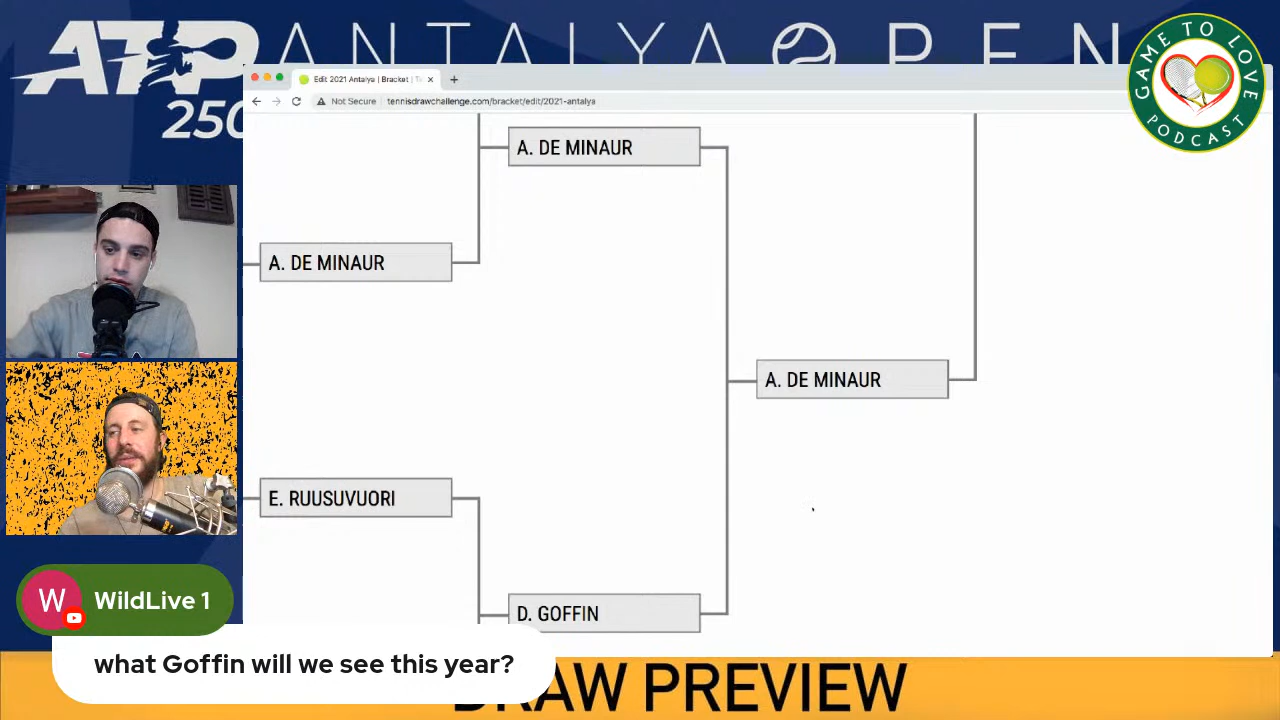 ATP
250
ANTALYA OPEN
GAME TO LOVE
PODCAST
Edit 2021 Antalya | Bracket | Te
Not Secure
tennisdrawchallenge.com/bracket/edit/2021-antalya
A. DE MINAUR
A. DE MINAUR
A. DE MINAUR
E. RUUSUVUORI
D. GOFFIN
W
WildLive 1
what Goffin will we see this year?
DRAW PREVIEW